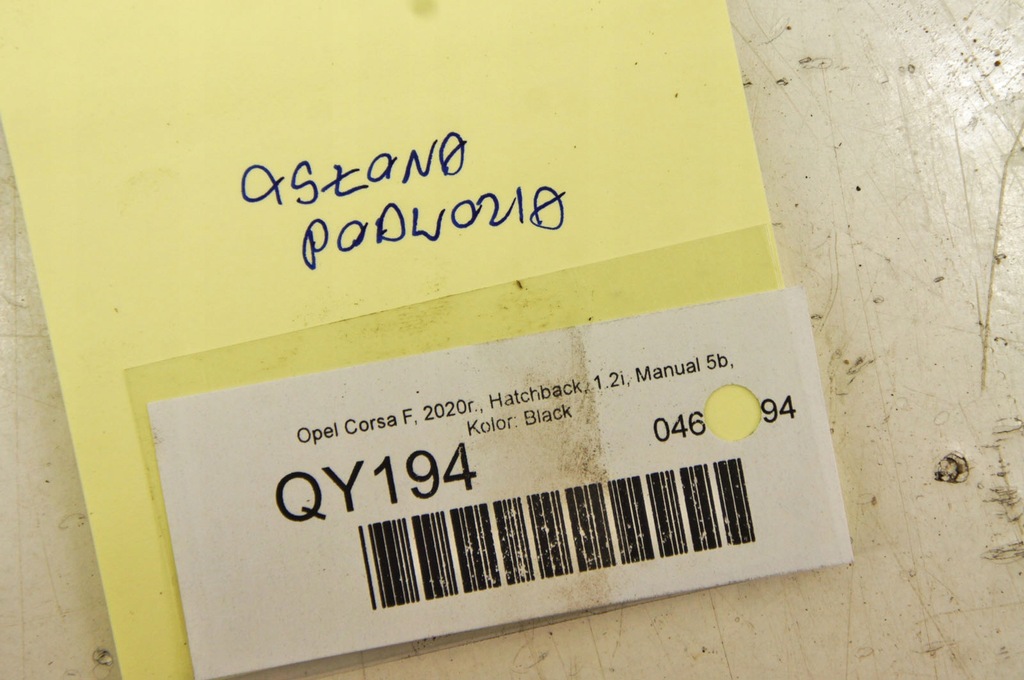 OSŁONA
PODWOZIA
Opel Corsa F, 2020r., Hatchback, 1.2i, Manual 5b,
Kolor: Black
QY194
046 94